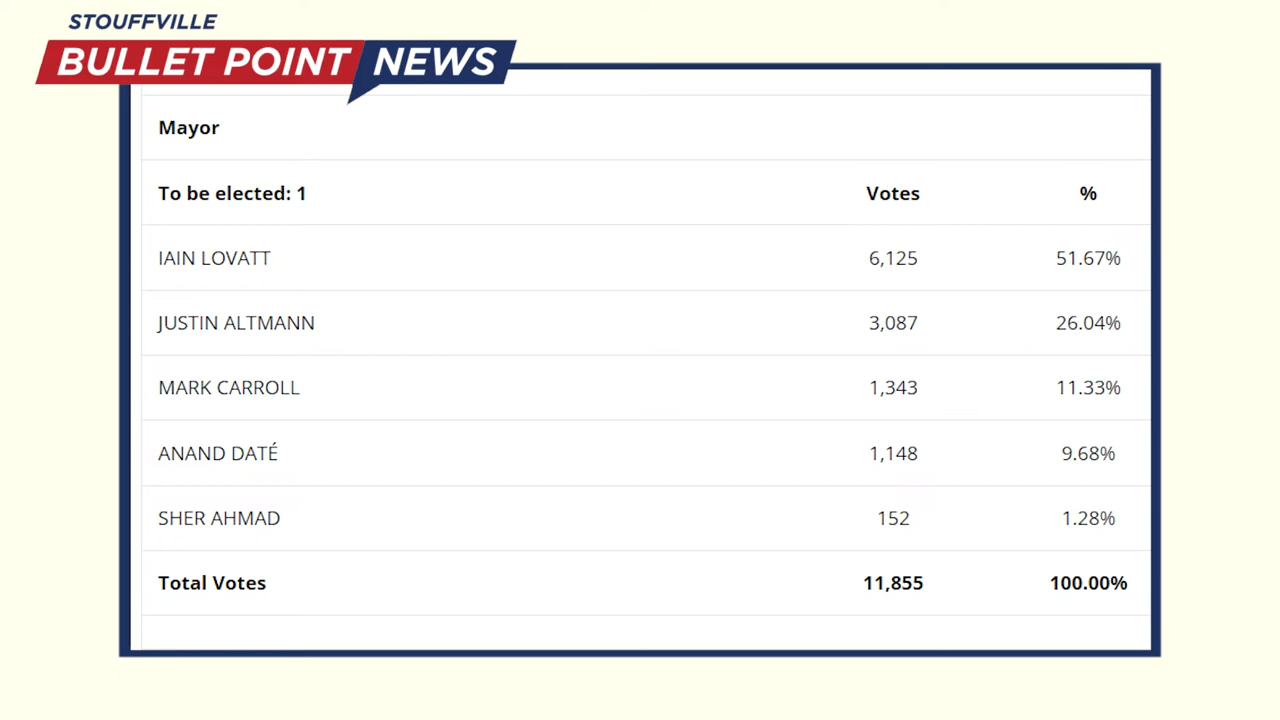 STOUFFVILLE
BULLET POINT NEWS
Mayor
To be elected: 1 Votes %
IAIN LOVATT 6,125 51.67%
JUSTIN ALTMANN 3,087 26.04%
MARK CARROLL 1,343 11.33%
ANAND DATÉ 1,148 9.68%
SHER AHMAD 152 1.28%
Total Votes 11,855 100.00%